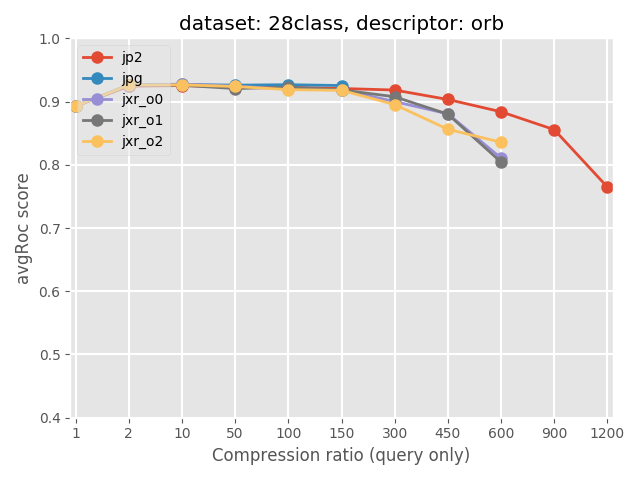 dataset: 28class, descriptor: orb
avgRoc score
1.0
0.9
0.8
0.7
0.6
0.5
0.4
jp2
jpg
jxr_o0
jxr_o1
jxr_o2
1 2 10 50 100 150 300 450 600 900 1200
Compression ratio (query only)